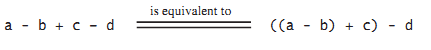 a - b + c - d is equivalent to ((a - b) + c) - d